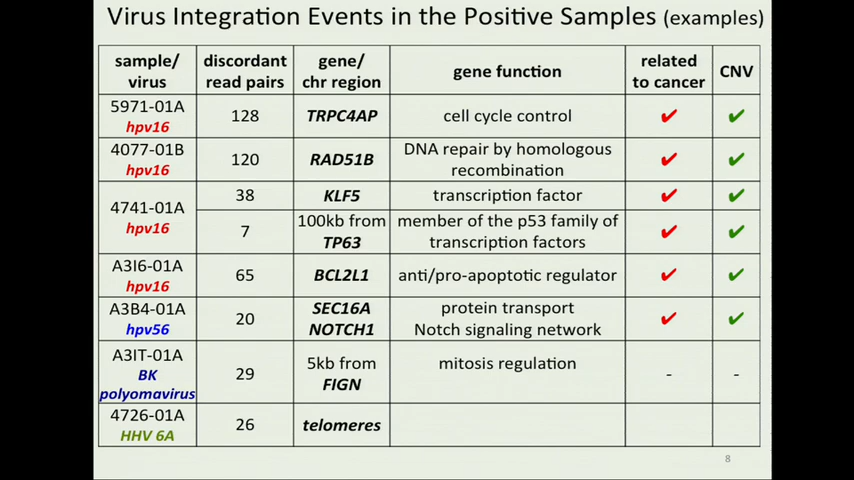 Virus Integration Events in the Positive Samples (examples)
sample/ discordant gene/ gene function related CNV
virus read pairs chr region to cancer
5971-01A 128 TRPC4AP cell cycle control ✔ ✔
hpv16
4077-01B 120 RAD51B DNA repair by homologous ✔ ✔
hpv16 recombination
4741-01A 38 KLF5 transcription factor ✔ ✔
hpv16 7 100kb from member of the p53 family of ✔ ✔
TP63 transcription factors
A3I6-01A 65 BCL2L1 anti/pro-apoptotic regulator ✔ ✔
hpv16
A3B4-01A 20 SEC16A protein transport ✔ ✔
hpv56 NOTCH1 Notch signaling network
A3IT-01A 29 5kb from mitosis regulation - -
BK FIGN
polyomavirus
4726-01A 26 telomeres
HHV 6A
8